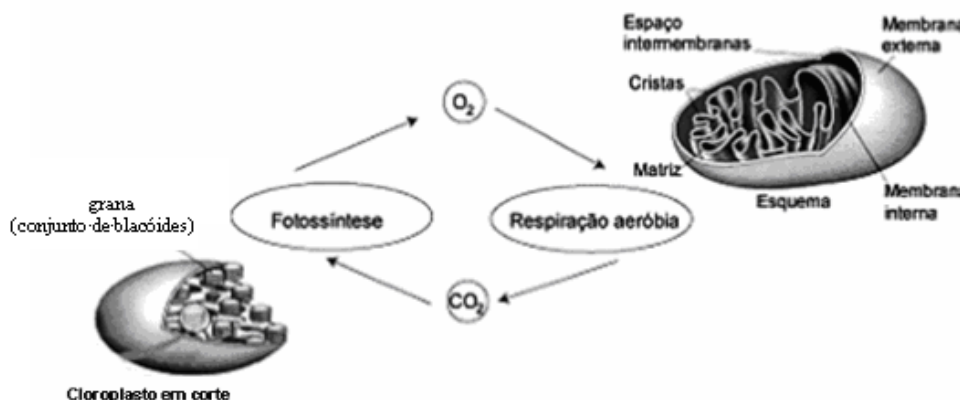 Espaço
intermembranas
Membrana
externa
Cristas
O₂
Matriz
Esquema
Membrana
interna
grana
(conjunto·de·blacóides)
Fotossíntese
Respiração aeróbia
CO₂
Cloroplasto em corte